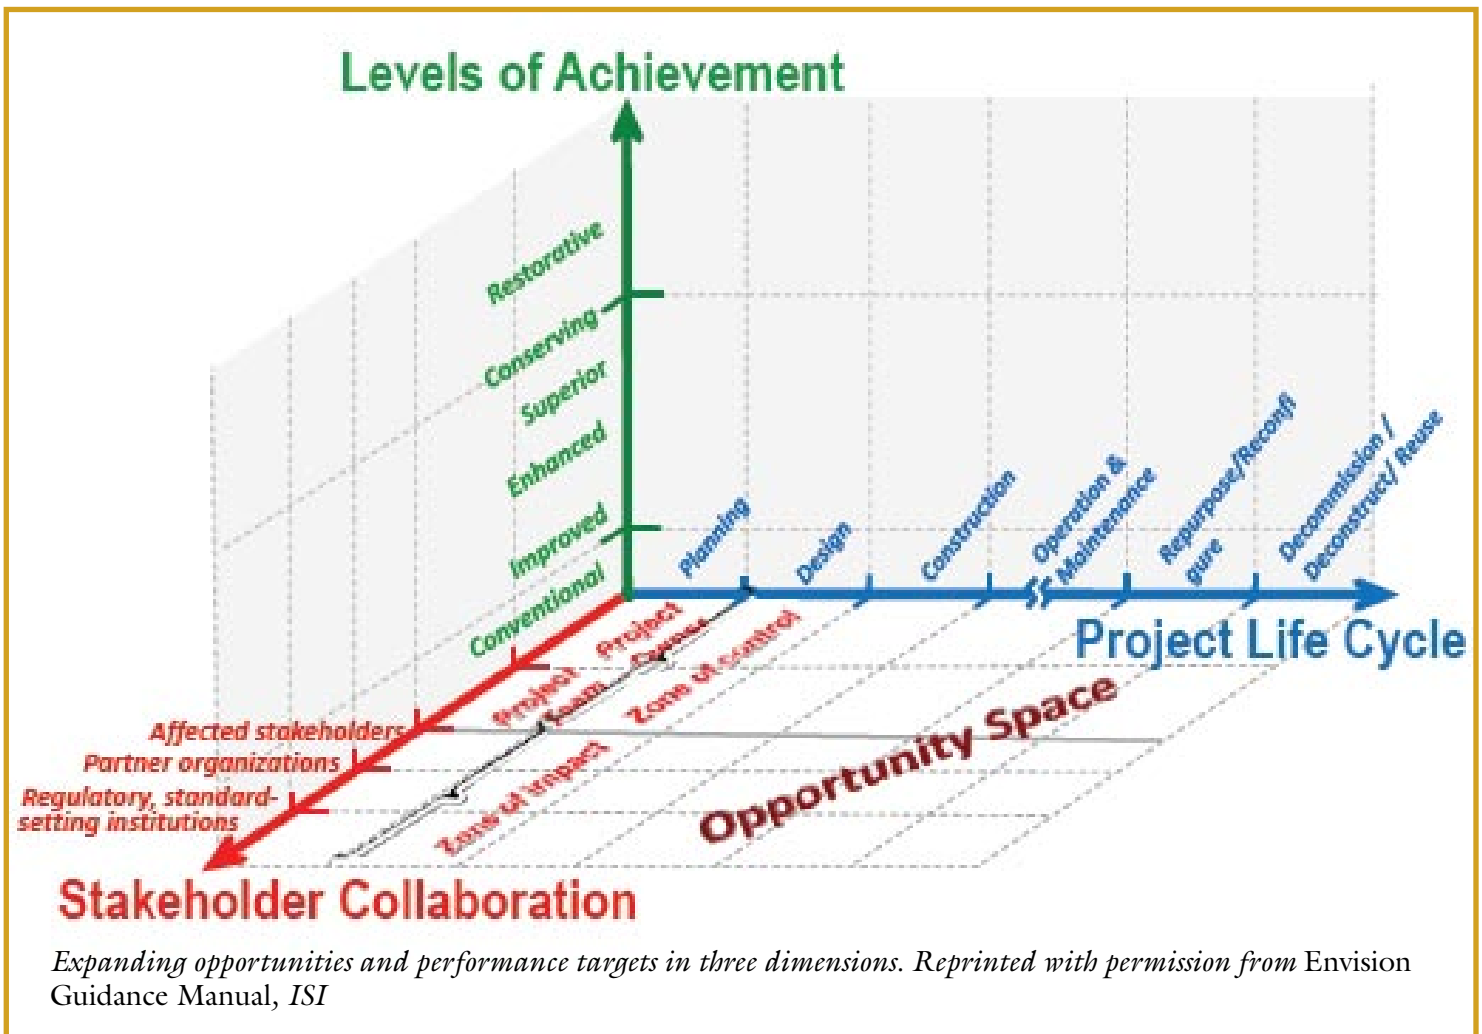 Levels of Achievement
Restorative
Conserving
Superior
Enhanced
Improved
Conventional
Planning
Design
Construction
Operation &
Maintenance
Repurpose/Reconfi
gure
Decommission /
Deconstruct/ Reuse
Project Life Cycle
Project
Owner
Project
Team
Zone of control
Zone of impact
Opportunity Space
Affected stakeholders
Partner organizations
Regulatory, standard-
setting institutions
Stakeholder Collaboration
Expanding opportunities and performance targets in three dimensions. Reprinted with permission from Envision
Guidance Manual, ISI